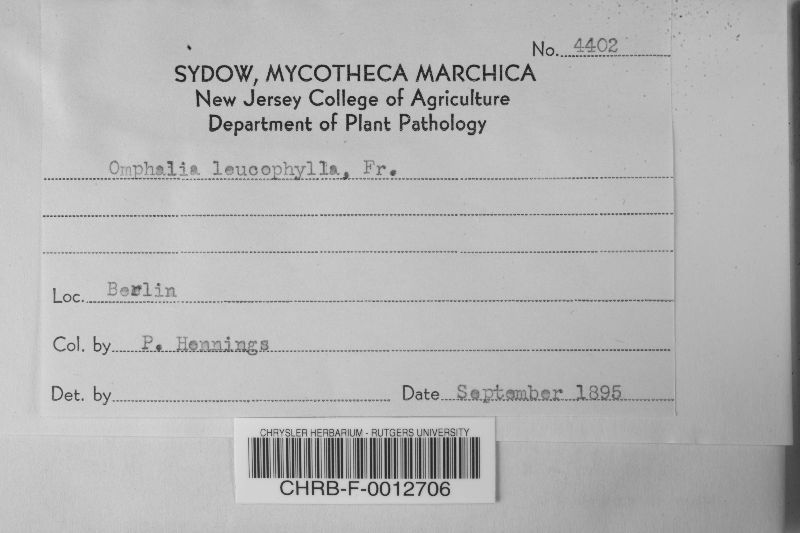 No. 4402
SYDOW, MYCOTHECA MARCHICA
New Jersey College of Agriculture
Department of Plant Pathology
Omphalia leucophylla, Fr.
Loc. Berlin
Col. by P. Hennings
Det. by Date September 1895
CHRYSLER HERBARIUM - RUTGERS UNIVERSITY
CHRB-F-0012706